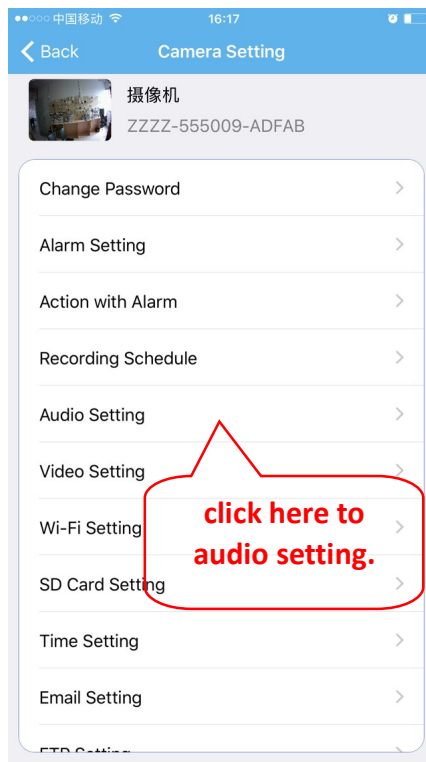 中国移动 16:17
Back Camera Setting
摄像机
ZZZZ-555009-ADFAB
Change Password
Alarm Setting
Action with Alarm
Recording Schedule
Audio Setting
Video Setting
Wi-Fi Setting
click here to
audio setting.
SD Card Setting
Time Setting
Email Setting
FTP Setting